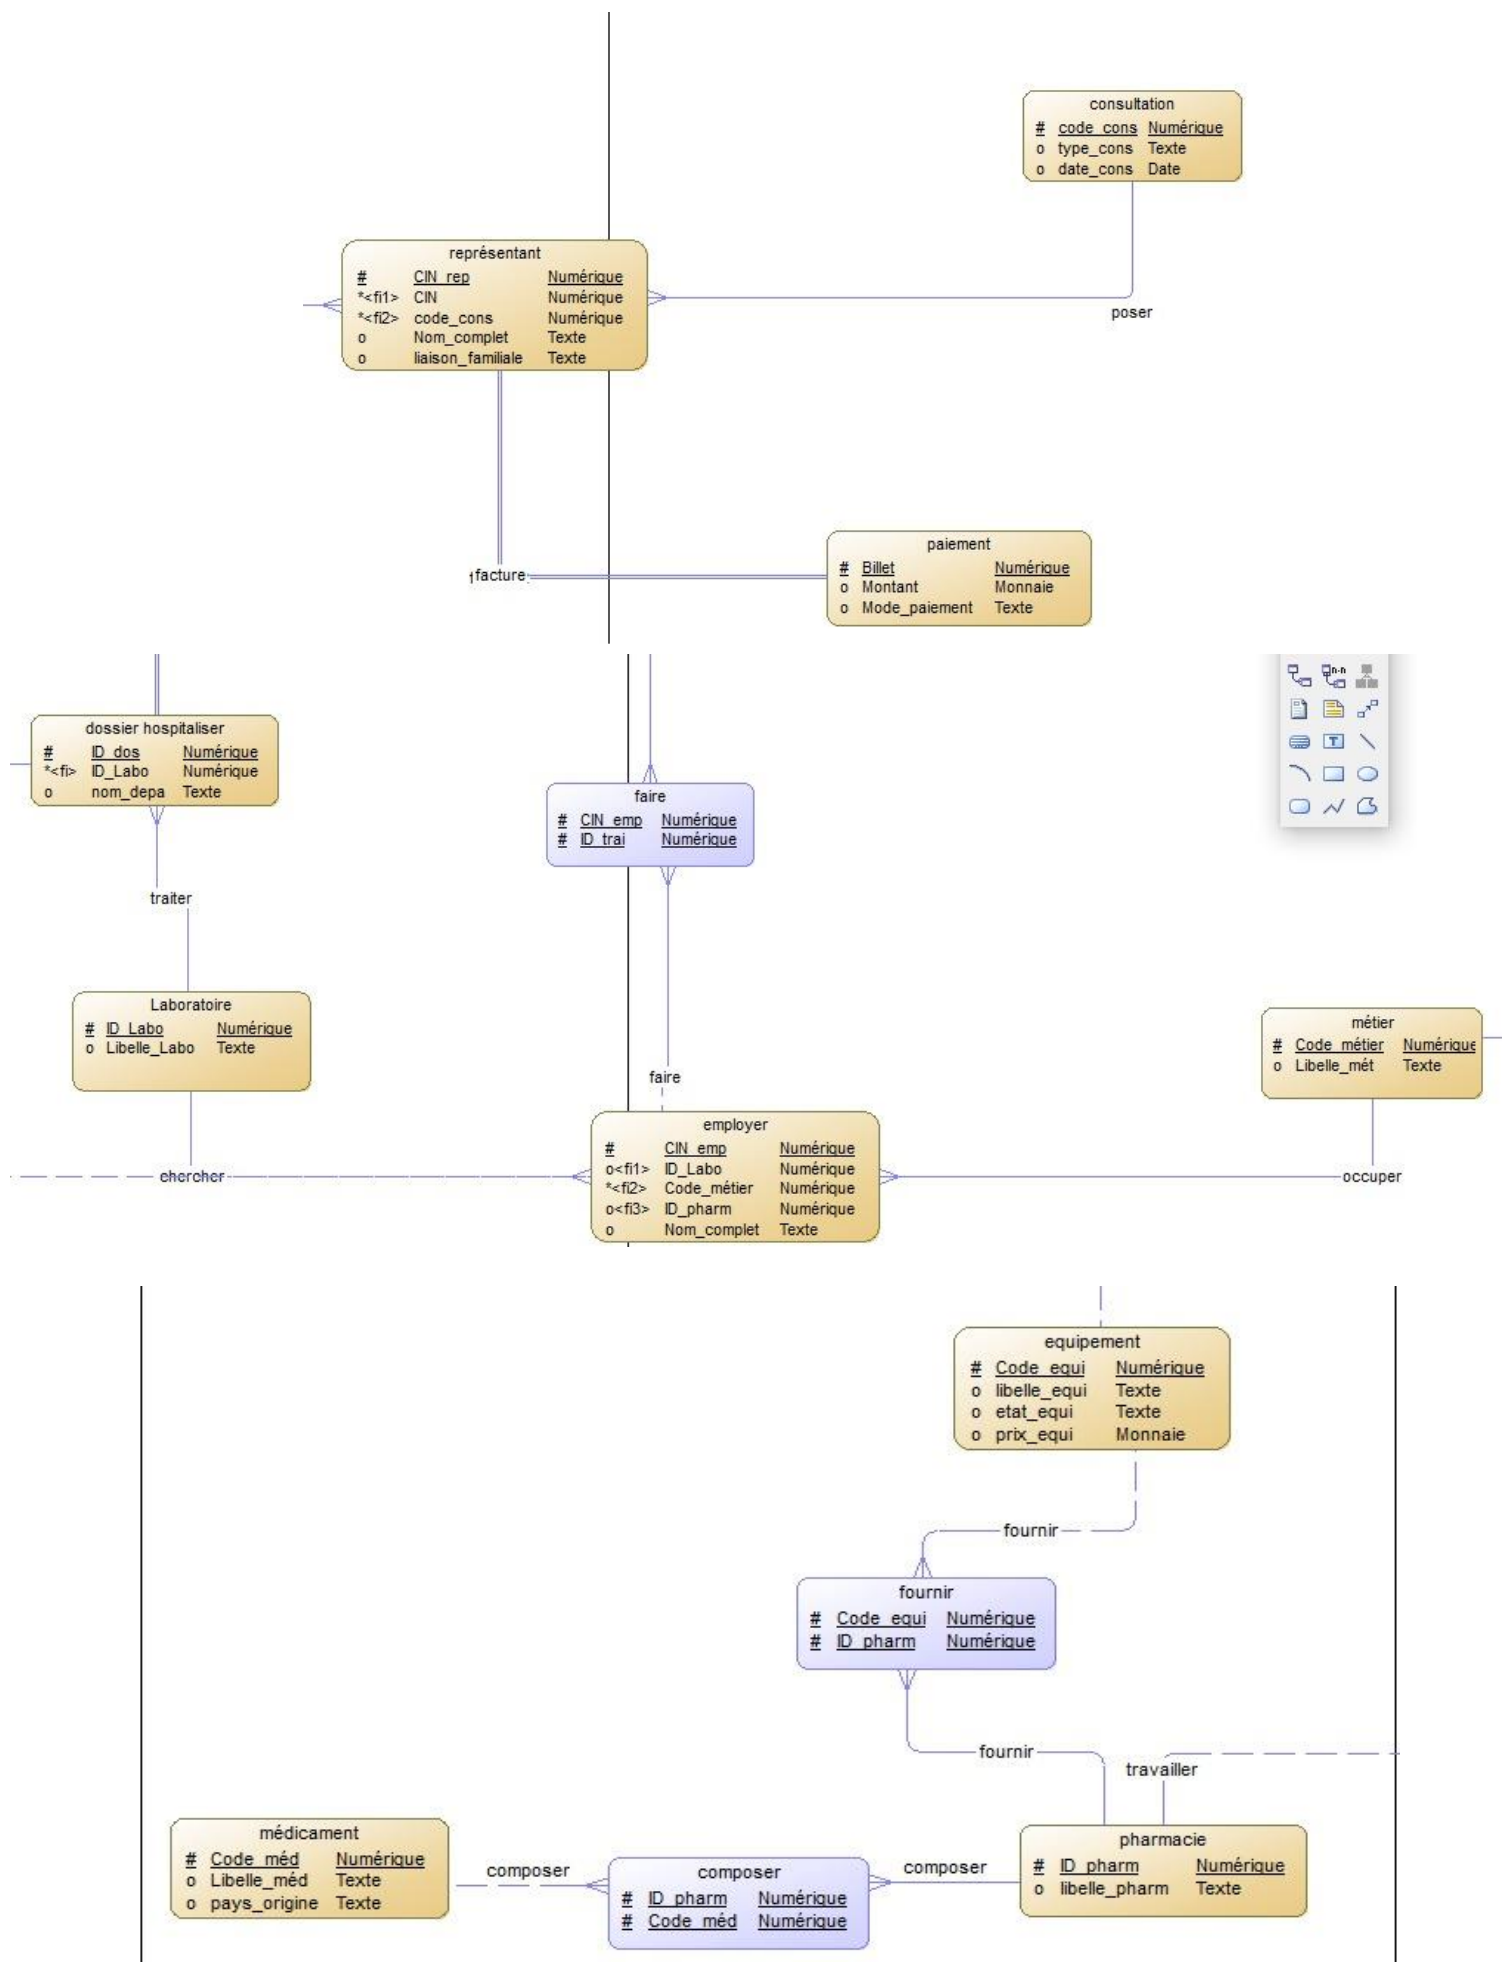 consultation
# code_cons Numérique
o type_cons Texte
o date_cons Date
représentant
# CIN_rep Numérique
*<fi1> CIN Numérique
*<fi2> code_cons Numérique
o Nom_complet Texte
o liaison_familiale Texte
poser
paiement
# Billet Numérique
o Montant Monnaie
o Mode_paiement Texte
facture
dossier hospitaliser
# ID_dos Numérique
*<fi> ID_Labo Numérique
o nom_depa Texte
n-n
T
faire
# CIN_emp Numérique
# ID_trai Numérique
traiter
Laboratoire
# ID_Labo Numérique
o Libelle_Labo Texte
métier
# Code_métier Numérique
o Libelle_mét Texte
faire
employer
# CIN_emp Numérique
o<fi1> ID_Labo Numérique
*<fi2> Code_métier Numérique
o<fi3> ID_pharm Numérique
o Nom_complet Texte
chercher
occuper
equipement
# Code_equi Numérique
o libelle_equi Texte
o etat_equi Texte
o prix_equi Monnaie
fournir
fournir
# Code_equi Numérique
# ID_pharm Numérique
fournir
travailler
médicament
# Code_méd Numérique
o Libelle_méd Texte
o pays_origine Texte
composer
composer
# ID_pharm Numérique
# Code_méd Numérique
composer
pharmacie
# ID_pharm Numérique
o libelle_pharm Texte